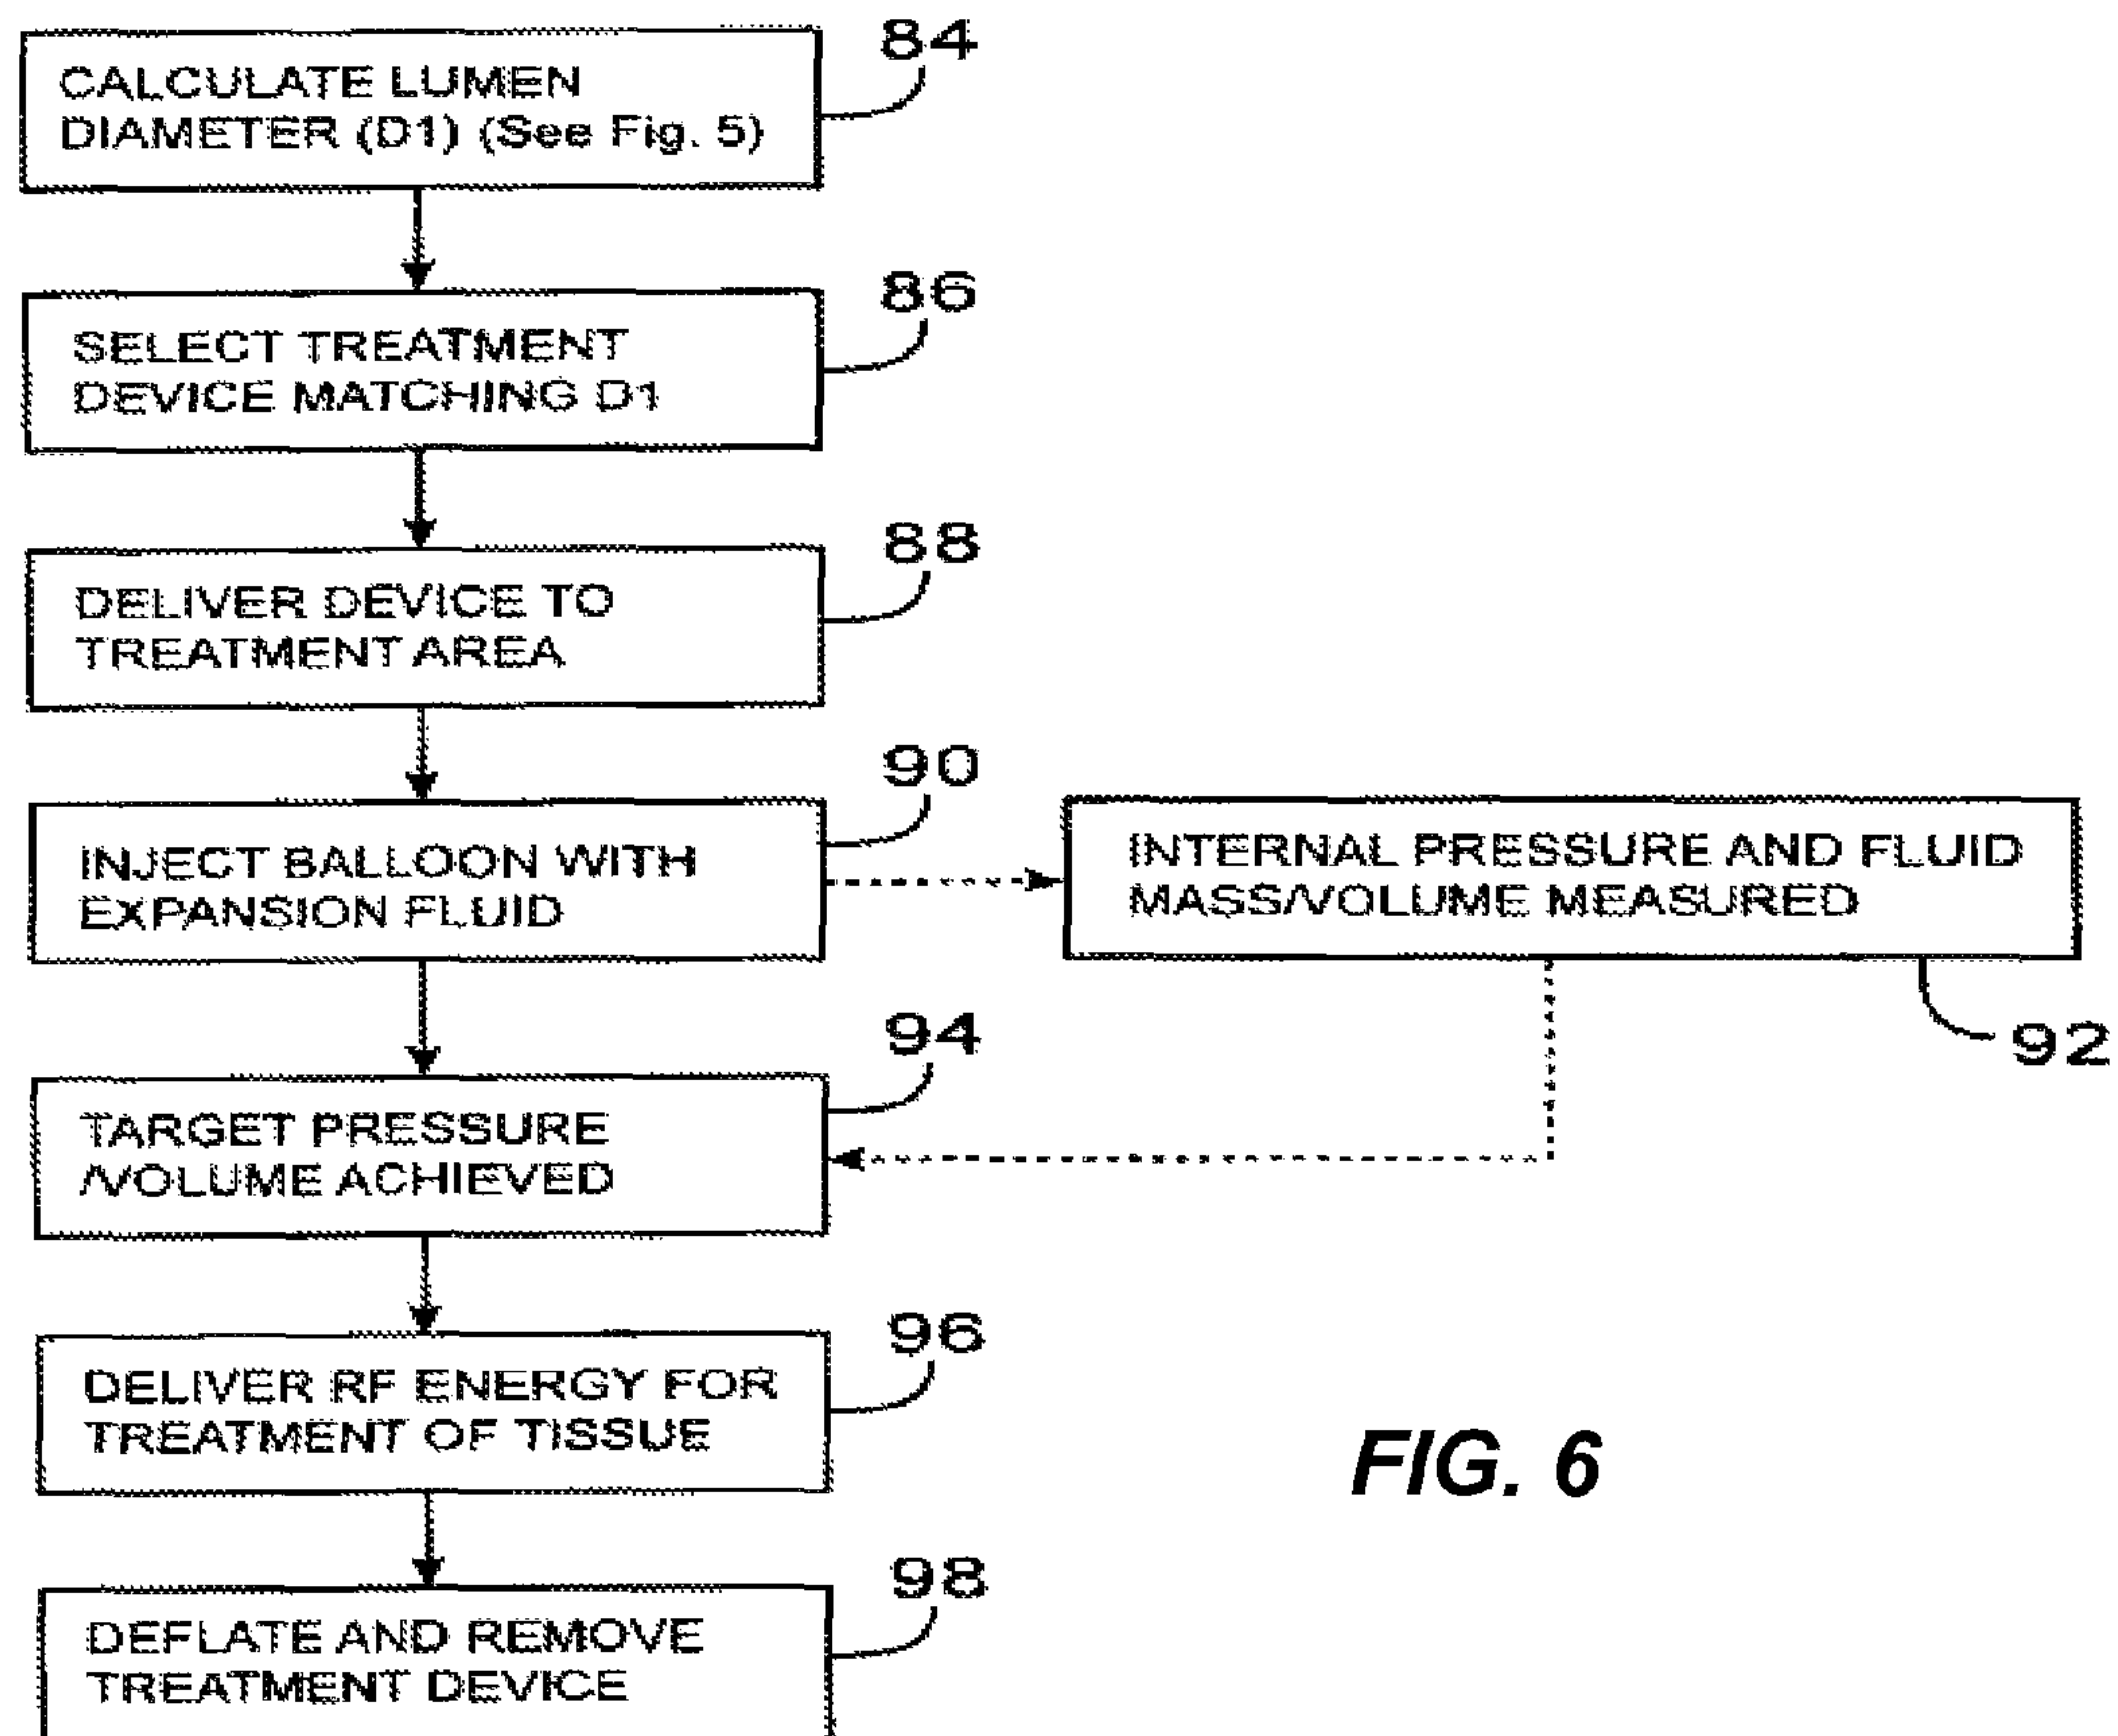 84
CALCULATE LUMEN
DIAMETER (D1) (See Fig. 5)
86
SELECT TREATMENT
DEVICE MATCHING D1
88
DELIVER DEVICE TO
TREATMENT AREA
90
INJECT BALLOON WITH
EXPANSION FLUID
INTERNAL PRESSURE AND FLUID
MASS/VOLUME MEASURED
92
94
TARGET PRESSURE
/VOLUME ACHIEVED
96
DELIVER RF ENERGY FOR
TREATMENT OF TISSUE
FIG. 6
98
DEFLATE AND REMOVE
TREATMENT DEVICE